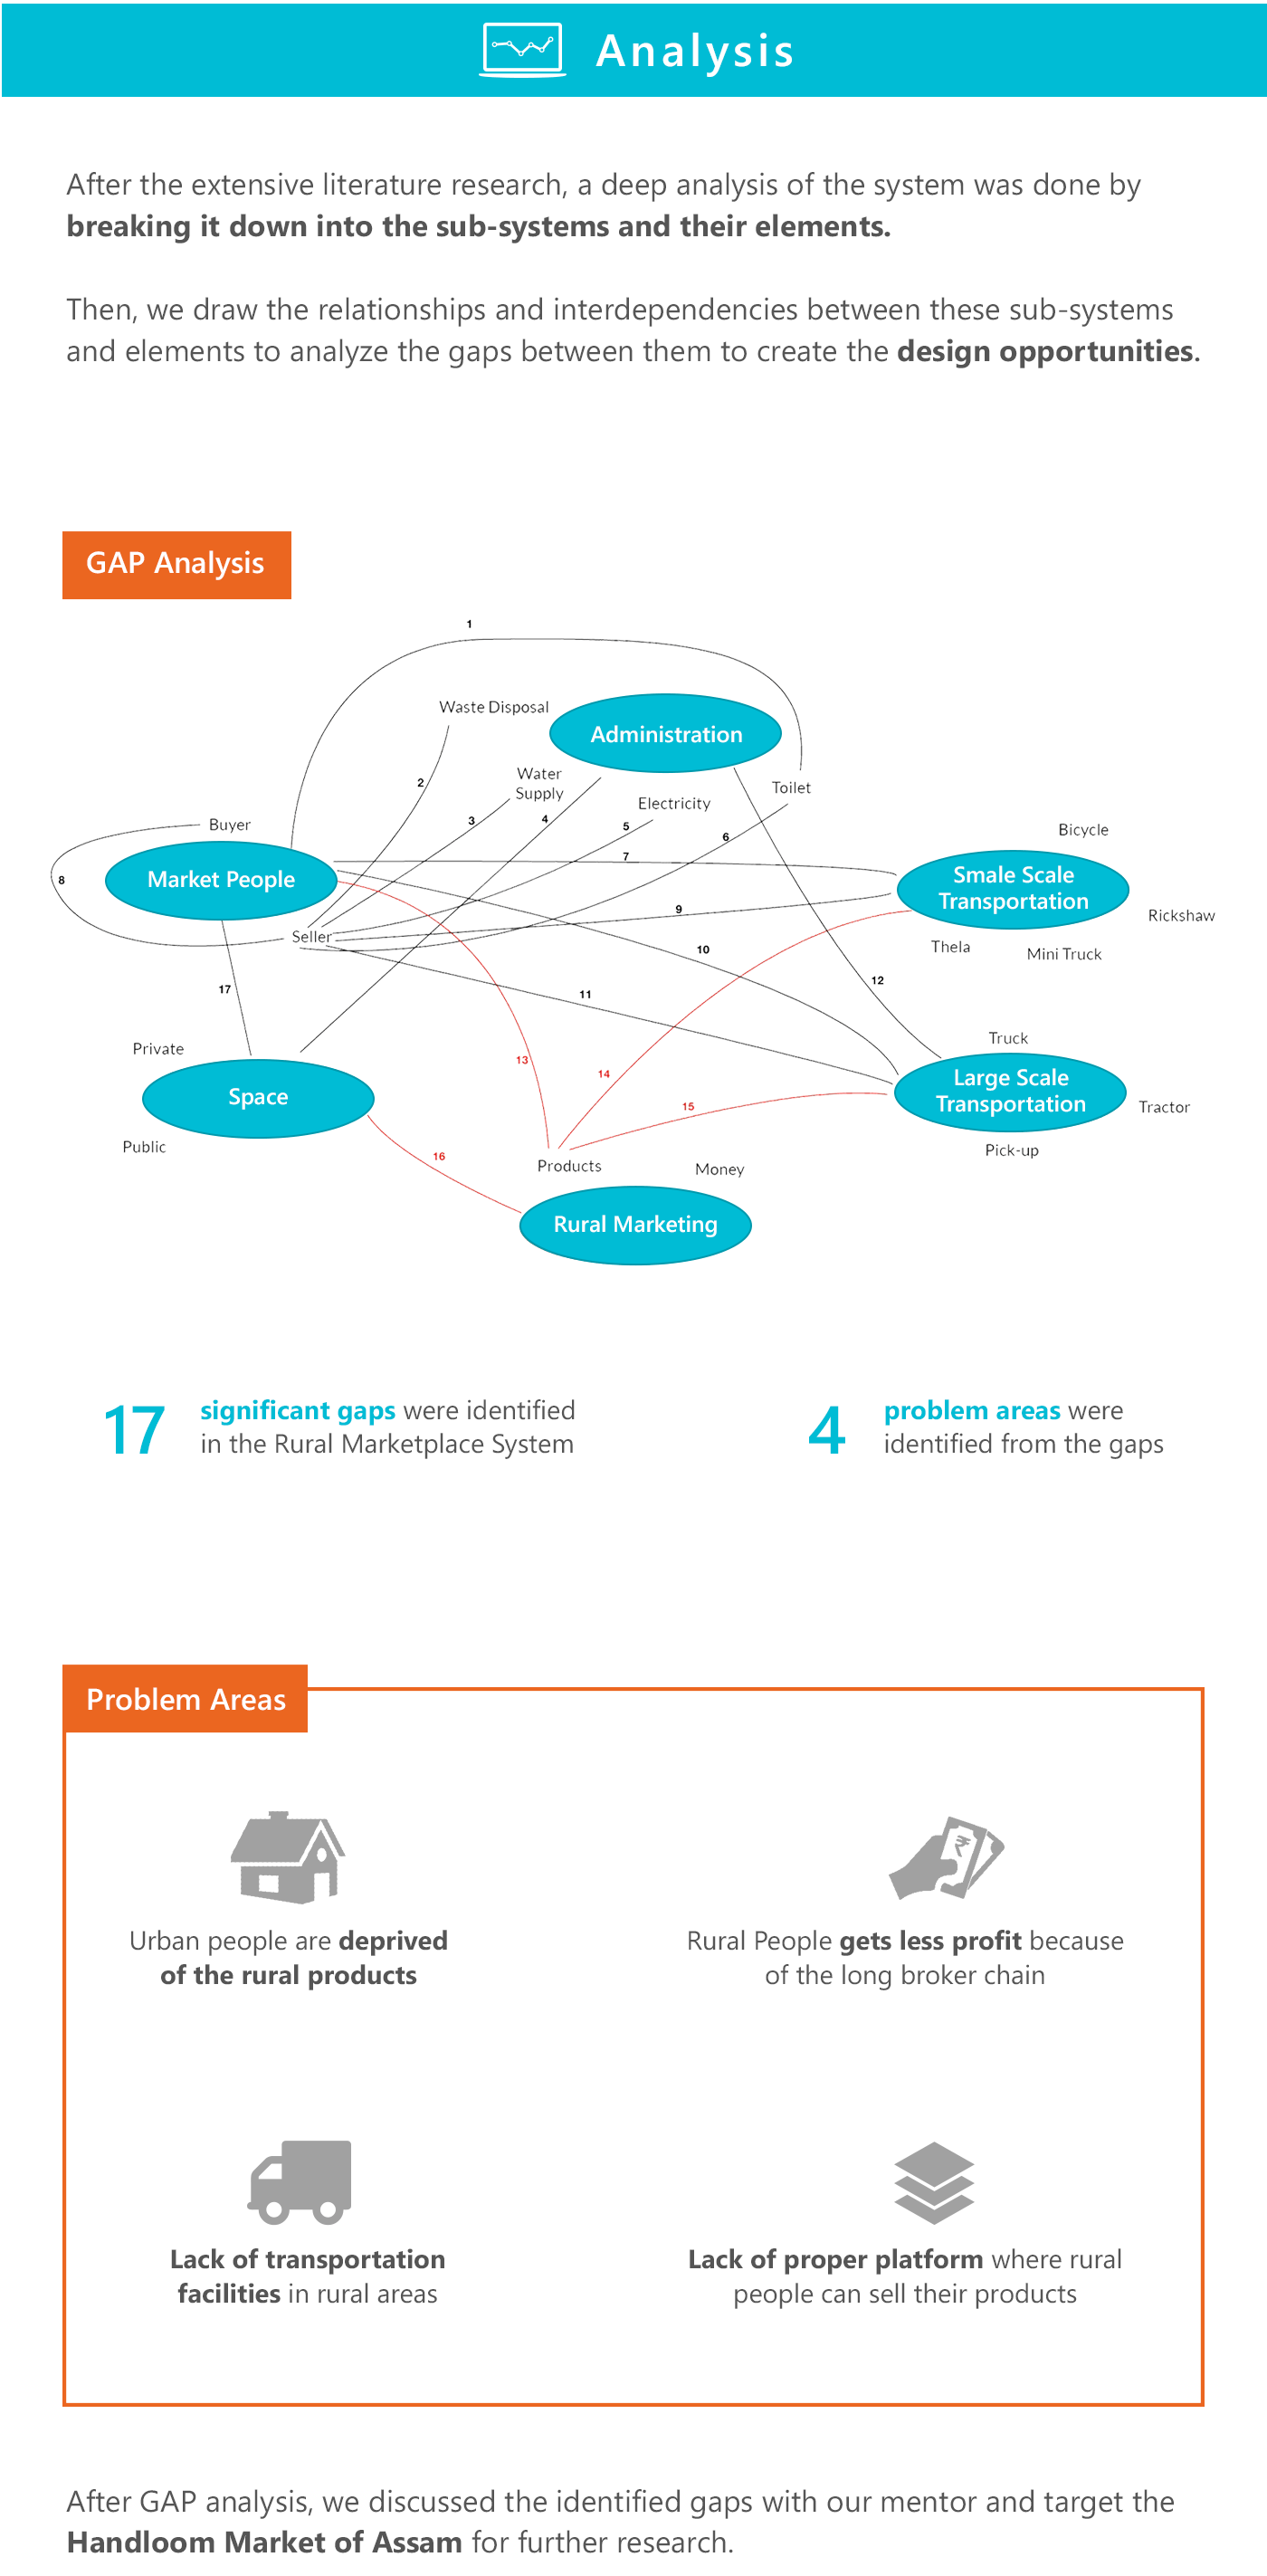 Analysis
After the extensive literature research, a deep analysis of the system was done by
breaking it down into the sub-systems and their elements.
Then, we draw the relationships and interdependencies between these sub-systems
and elements to analyze the gaps between them to create the design opportunities.
GAP Analysis
1
Waste Disposal
Administration
Water
Supply
2
Toilet
Electricity
3
4
5
6
Buyer
Bicycle
7
8
Market People
Smale Scale
Transportation
9
Rickshaw
Seller
Thela
Mini Truck
10
12
17
11
Private
Truck
13
14
Space
Large Scale
Transportation
15
Tractor
Public
16
Products
Money
Pick-up
Rural Marketing
17
significant gaps were identified
in the Rural Marketplace System
4
problem areas were
identified from the gaps
Problem Areas
₹
Urban people are deprived
of the rural products
Rural People gets less profit because
of the long broker chain
Lack of transportation
facilities in rural areas
Lack of proper platform where rural
people can sell their products
After GAP analysis, we discussed the identified gaps with our mentor and target the
Handloom Market of Assam for further research.